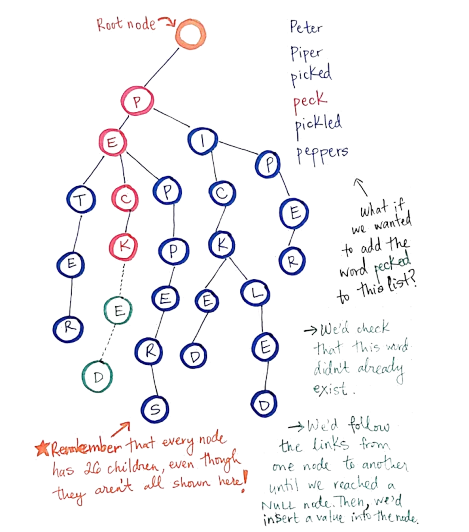 Root node
Peter
Piper
picked
peck
pickled
peppers
P
E
I
T
C
P
C
P
E
K
P
K
E
R
E
E
E
L
R
D
R
D
E
S
D
what if
we wanted
to add the
word pecked
to this list?
→ We'd check
that this word
didn't already
exist.
→ We'd follow
the links from
one node to another
until we reached a
NULL node. Then, we'd
insert a value into the node.
★Remember that every node
has 26 children, even though
they aren't all shown here!